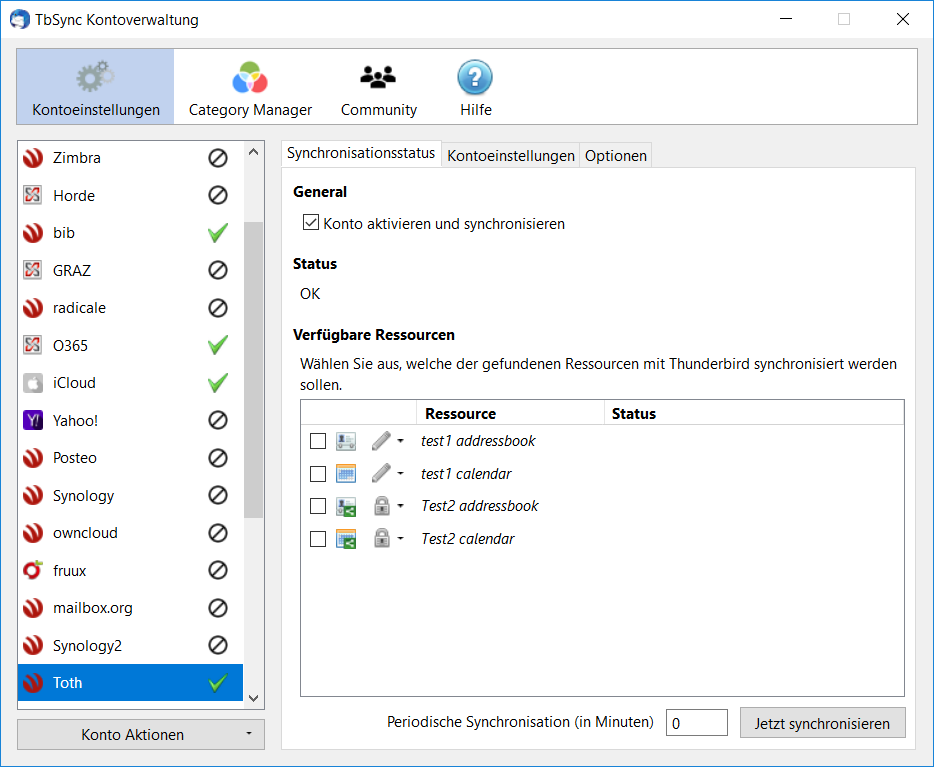 TbSync Kontoverwaltung
Kontoeinstellungen
Category Manager
Community
Hilfe
Zimbra
Horde
bib
GRAZ
radicale
O365
iCloud
Yahoo!
Posteo
Synology
owncloud
fruux
mailbox.org
Synology2
Toth
Konto Aktionen
Synchronisationsstatus
Kontoeinstellungen
Optionen
General
Konto aktivieren und synchronisieren
Status
OK
Verfügbare Ressourcen
Wählen Sie aus, welche der gefundenen Ressourcen mit Thunderbird synchronisiert werden
sollen.
Ressource
Status
test1 addressbook
test1 calendar
Test2 addressbook
Test2 calendar
Periodische Synchronisation (in Minuten)
0
Jetzt synchronisieren